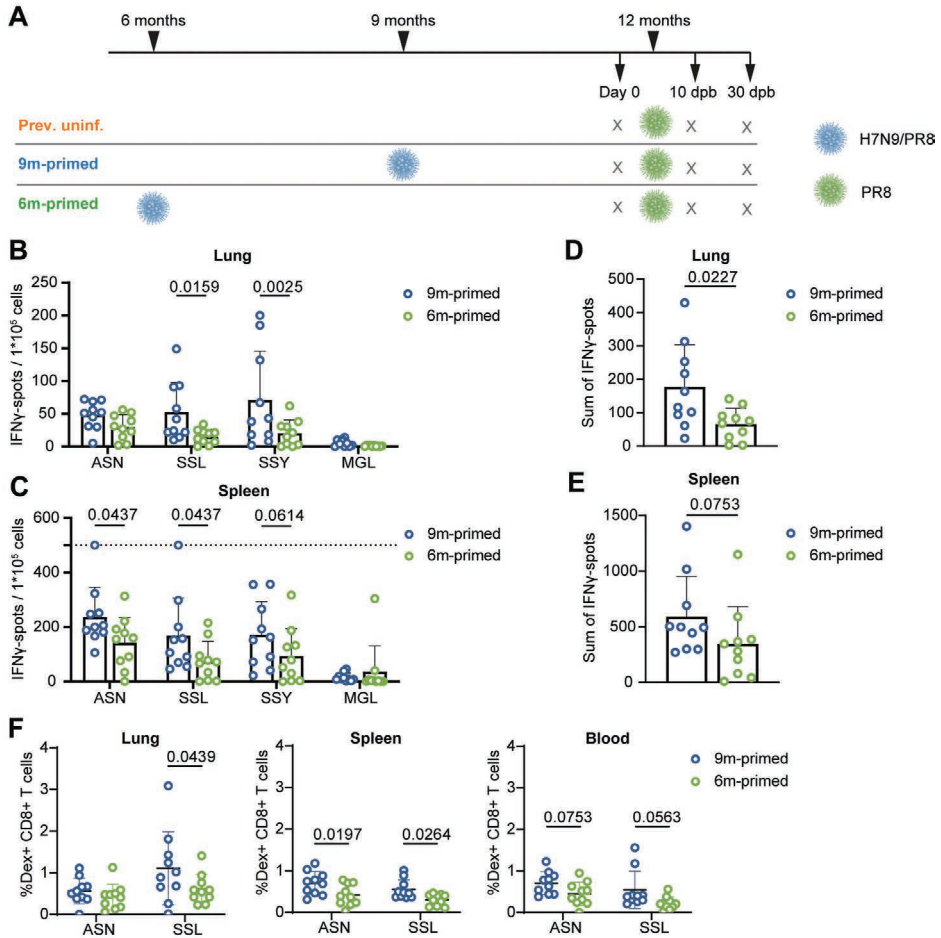 A
6 months
9 months
12 months
Day 0
10 dpb
30 dpb
Prev. uninf.
X
X
X
9m-primed
X
X
X
6m-primed
X
X
X
H7N9/PR8
PR8
B
Lung
IFNγ-spots / 1*10⁵ cells
250
200
150
100
50
0
0.0159
0.0025
ASN
SSL
SSY
MGL
9m-primed
6m-primed
C
Spleen
IFNγ-spots / 1*10⁵ cells
600
400
200
0
0.0437
0.0437
0.0614
ASN
SSL
SSY
MGL
9m-primed
6m-primed
D
Lung
Sum of IFNγ-spots
500
400
300
200
100
0
0.0227
9m-primed
6m-primed
E
Spleen
Sum of IFNγ-spots
1500
1000
500
0
0.0753
9m-primed
6m-primed
F
Lung
%Dex+ CD8+ T cells
4
3
2
1
0
0.0439
ASN
SSL
Spleen
%Dex+ CD8+ T cells
4
3
2
1
0
0.0197
0.0264
ASN
SSL
Blood
%Dex+ CD8+ T cells
4
3
2
1
0
0.0753
0.0563
ASN
SSL
9m-primed
6m-primed